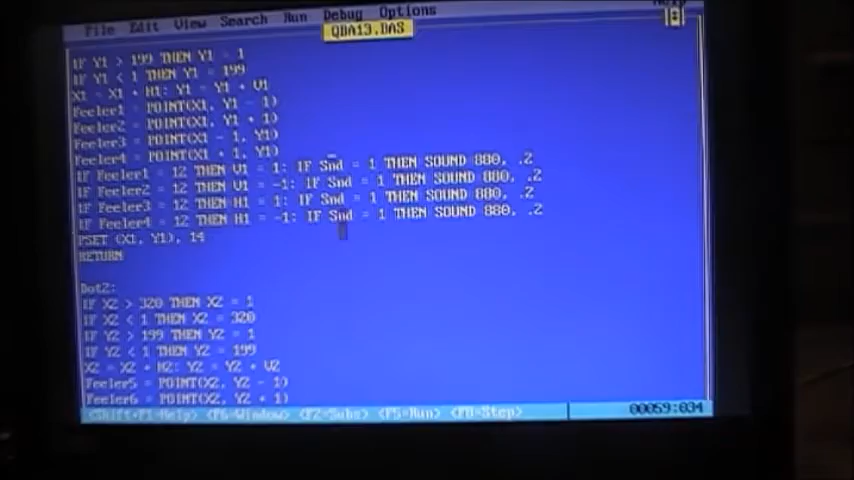 File Edit View Search Run Debug Options Help
QBA13.BAS
IF Y1 > 199 THEN Y1 = 1
IF Y1 < 1 THEN Y1 = 199
X1 = X1 + H1: Y1 = Y1 + V1
Feeler1 = POINT(X1, Y1 - 1)
Feeler2 = POINT(X1, Y1 + 1)
Feeler3 = POINT(X1 - 1, Y1)
Feeler4 = POINT(X1 + 1, Y1)
IF Feeler1 = 12 THEN V1 = 1: IF Snd = 1 THEN SOUND 880, .2
IF Feeler2 = 12 THEN V1 = -1: IF Snd = 1 THEN SOUND 880, .2
IF Feeler3 = 12 THEN H1 = 1: IF Snd = 1 THEN SOUND 880, .2
IF Feeler4 = 12 THEN H1 = -1: IF Snd = 1 THEN SOUND 880, .2
PSET (X1, Y1), 14
RETURN
Dot2:
IF X2 > 320 THEN X2 = 1
IF X2 < 1 THEN X2 = 320
IF Y2 > 199 THEN Y2 = 1
IF Y2 < 1 THEN Y2 = 199
X2 = X2 + H2: Y2 = Y2 + V2
Feeler5 = POINT(X2, Y2 - 1)
Feeler6 = POINT(X2, Y2 + 1)
<Shift+F1=Help> <F6=Window> <F2=Subs> <F5=Run> <F8=Step> 00059:034